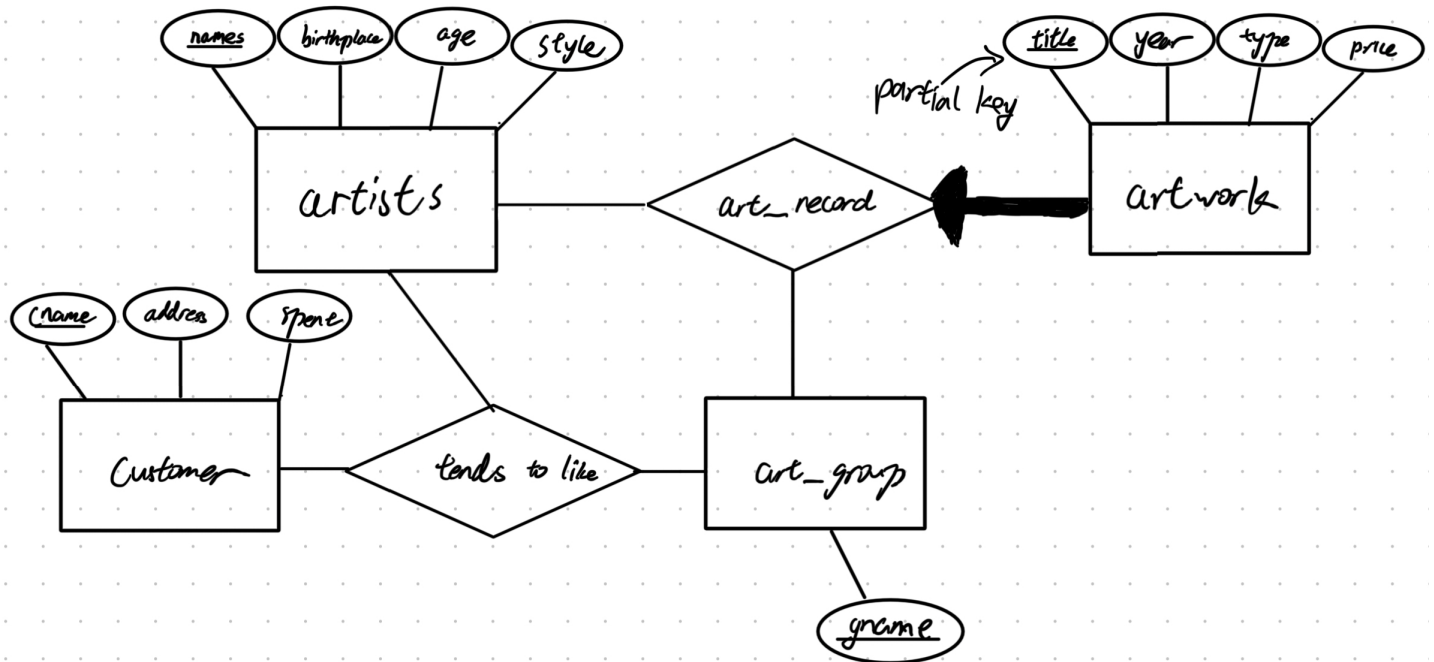 names
birthplace
age
style
title
year
type
price
partial key
artists
art_record
artwork
cname
address
Customer
tends to like
art_group
gname